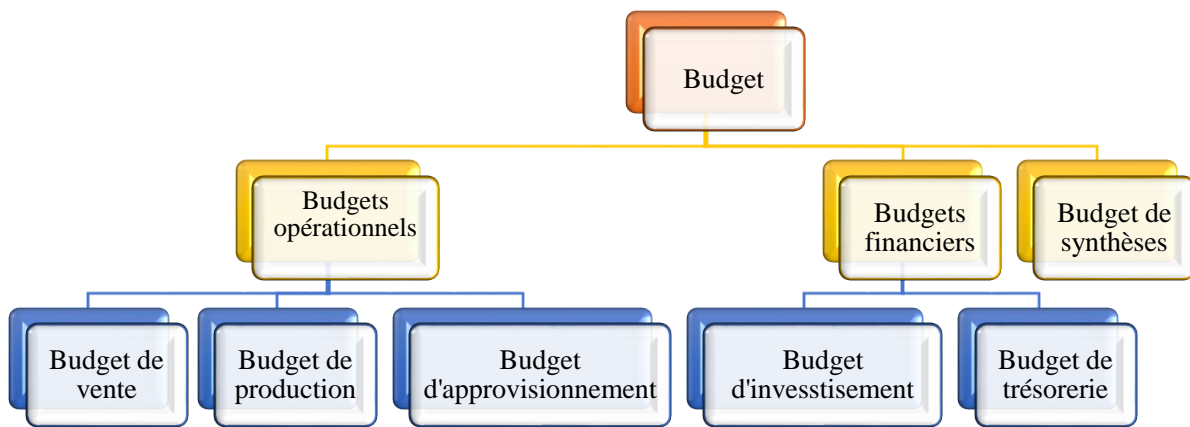 Budget
Budgets
opérationnels
Budgets
financiers
Budget de
synthèses
Budget de
vente
Budget de
production
Budget
d'approvisionnement
Budget
d'invesstisement
Budget de
trésorerie